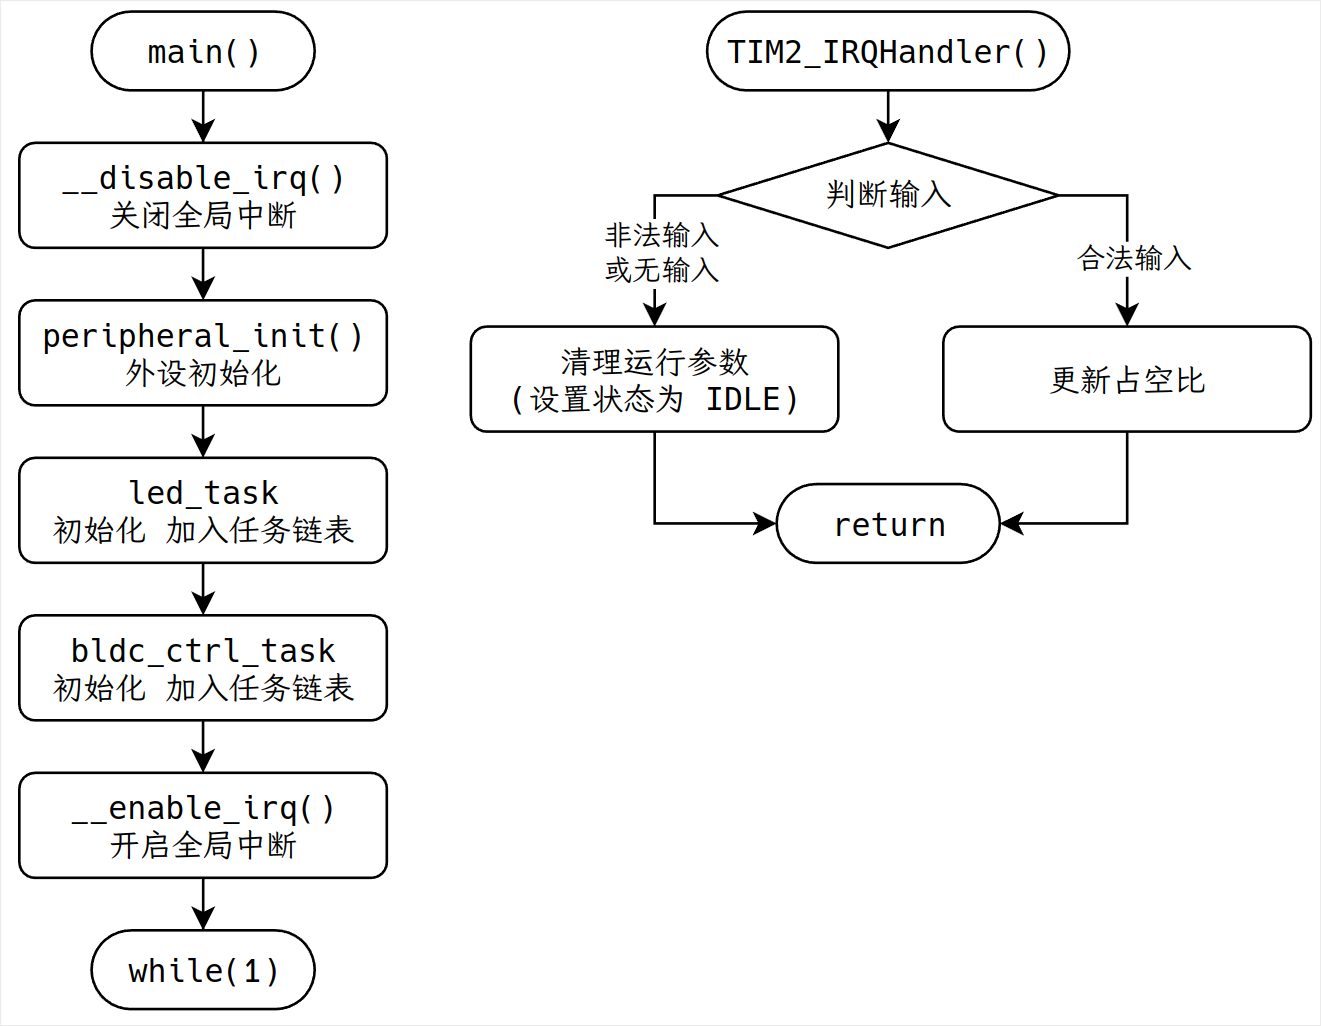 main()
__disable_irq()
关闭全局中断
peripheral_init()
外设初始化
led_task
初始化 加入任务链表
bldc_ctrl_task
初始化 加入任务链表
__enable_irq()
开启全局中断
while(1)
TIM2_IRQHandler()
判断输入
非法输入
或无输入
合法输入
清理运行参数
(设置状态为 IDLE)
更新占空比
return